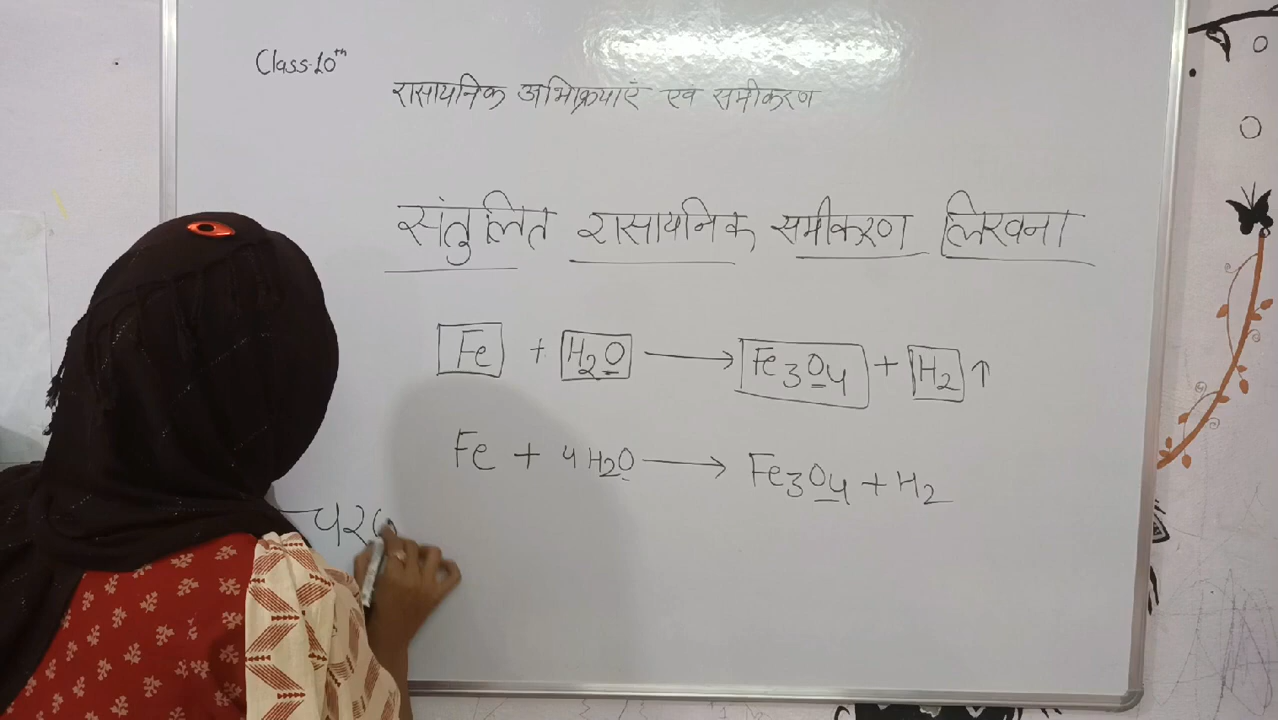 Class-10th
रासायनिक अभिक्रियाएं एव समीकरण
संतुलित रासायनिक समीकरण लिखना
Fe + H2O ⟶ Fe3O4 + H2 ↑
Fe + 4H2O ⟶ Fe3O4 + H2